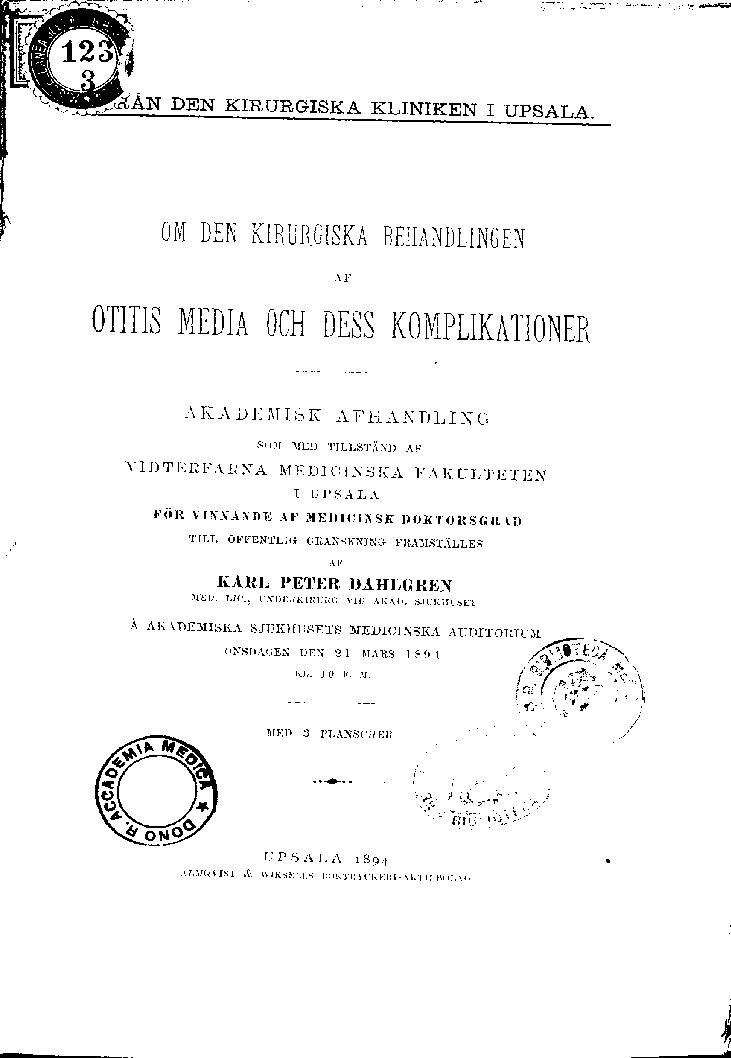 123
3
FRÅN DEN KIRURGISKA KLINIKEN I UPSALA.
OM DEN KIRURGISKA BEHANDLINGEN
AF
OTITIS MEDIA OCH DESS KOMPLIKATIONER
AKADEMISK AFHANDLING
SOM MED TILLSTÅND AF
VIDTERFARNA MEDICINSKA FAKULTETEN
I UPSALA
FÖR VINNANDE AF MEDICINSK DOKTORSGRAD
TILL OFFENTLIG GRANSKNING FRAMSTÄLLES
AF
KARL PETER DAHLGREN
MED. LIC., UNDERKIRURG VID AKAD. SJUKHUSET
Å AKADEMISKA SJUKHUSETS MEDICINSKA AUDITORIUM
ONSDAGEN DEN 21 MARS 1894
KL. 10 F. M.
MED 3 PLANSCHER
DONO R. ACCADEMIA MEDICA
UPSALA 1894
ALMQVIST & WIKSELLS BOKTRYCKERI-AKTIEBOLAG